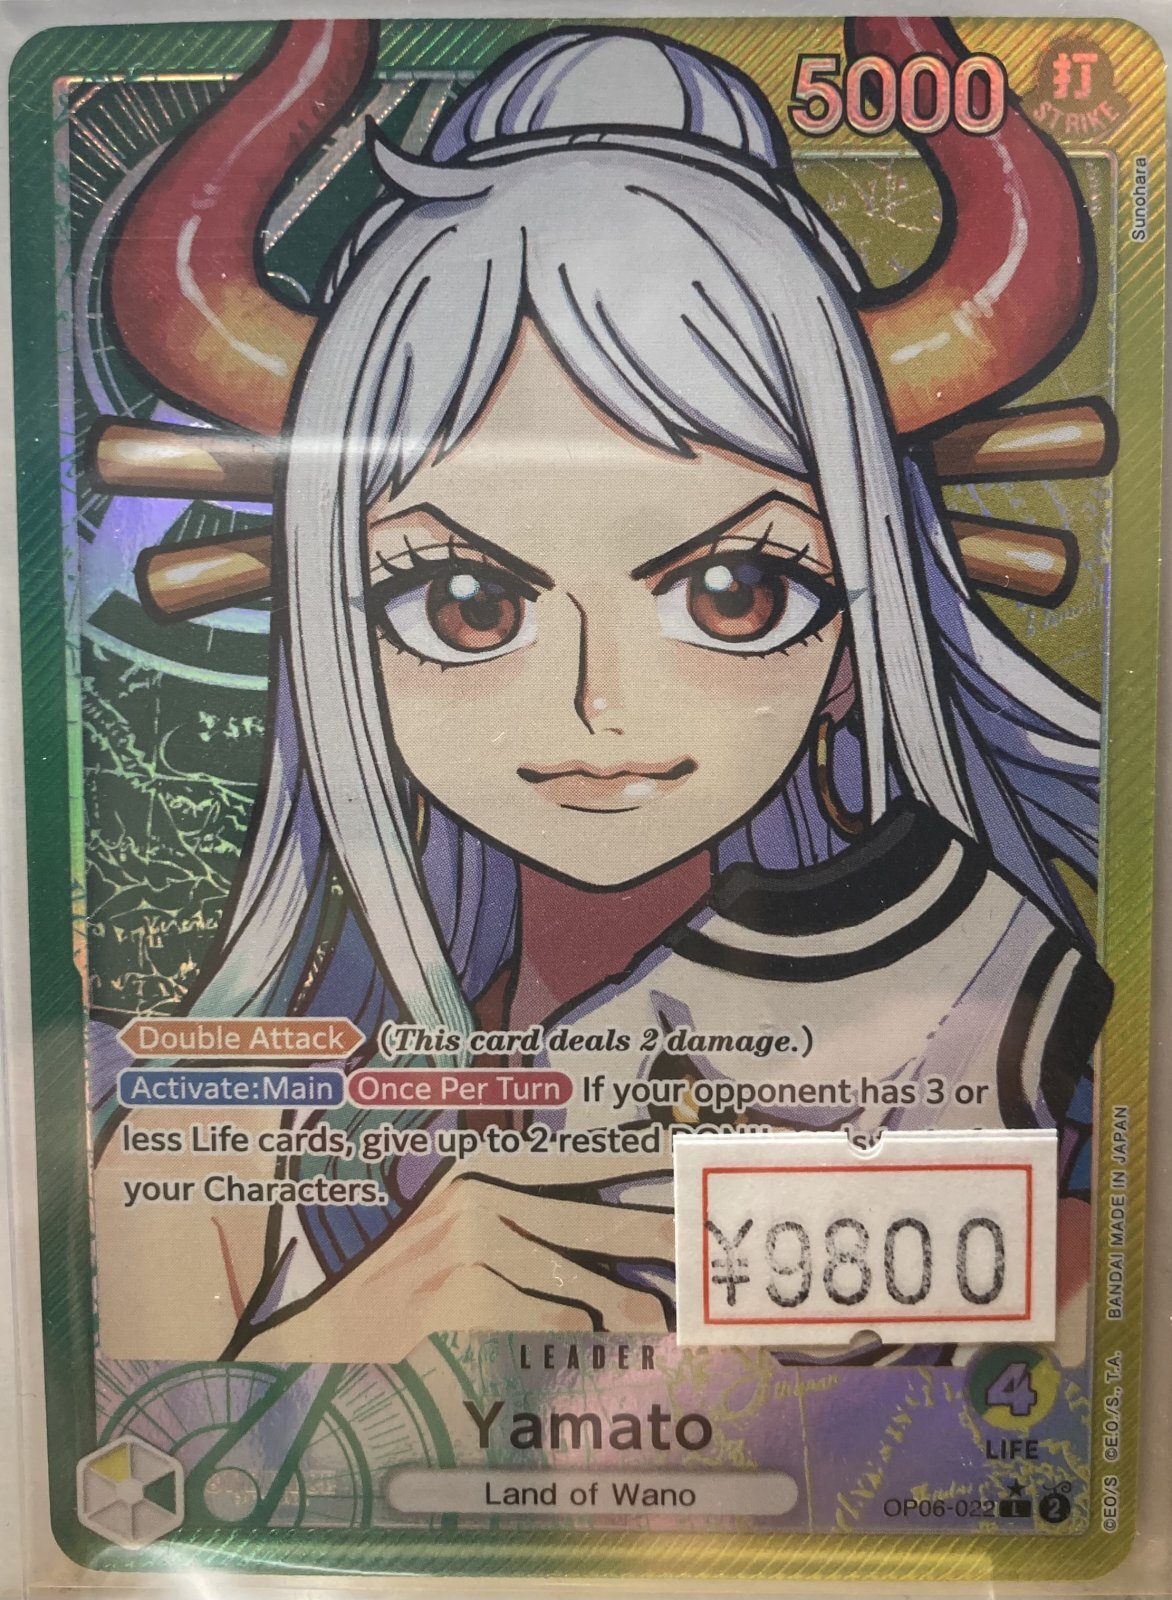 5000
打
STRIKE
Sunohara
Double Attack (This card deals 2 damage.)
Activate:Main Once Per Turn If your opponent has 3 or
less Life cards, give up to 2 rested
your Characters.
¥9800
LEADER
4
LIFE
Yamato
Land of Wano
OP06-022 L 2
©EO/S ©E.O./S., T.A. BANDAI MADE IN JAPAN